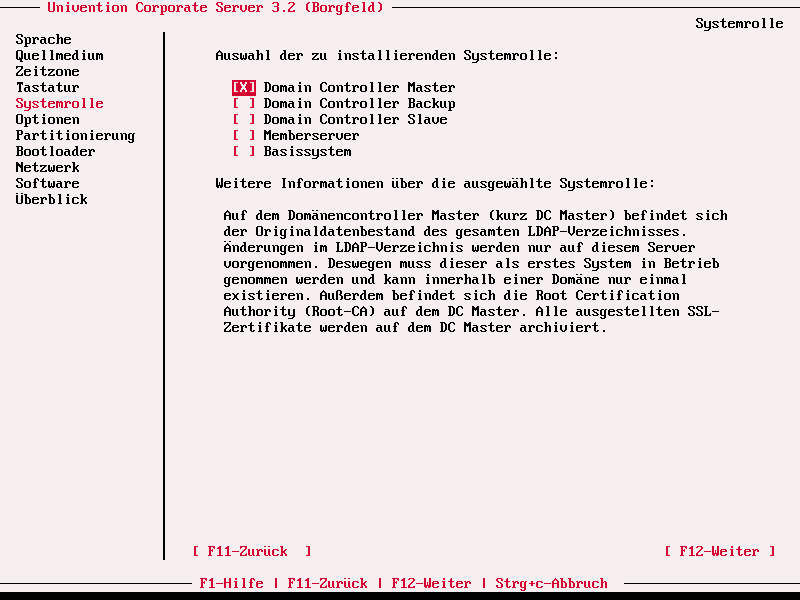 Univention Corporate Server 3.2 (Borgfeld)
Systemrolle
Sprache
Quellmedium
Zeitzone
Tastatur
Systemrolle
Optionen
Partitionierung
Bootloader
Netzwerk
Software
Überblick
Auswahl der zu installierenden Systemrolle:
[X] Domain Controller Master
[ ] Domain Controller Backup
[ ] Domain Controller Slave
[ ] Memberserver
[ ] Basissystem
Weitere Informationen über die ausgewählte Systemrolle:
Auf dem Domänencontroller Master (kurz DC Master) befindet sich
der Originaldatenbestand des gesamten LDAP-Verzeichnisses.
Änderungen im LDAP-Verzeichnis werden nur auf diesem Server
vorgenommen. Deswegen muss dieser als erstes System in Betrieb
genommen werden und kann innerhalb einer Domäne nur einmal
existieren. Außerdem befindet sich die Root Certification
Authority (Root-CA) auf dem DC Master. Alle ausgestellten SSL-
Zertifikate werden auf dem DC Master archiviert.
[ F11-Zurück ]
[ F12-Weiter ]
F1-Hilfe | F11-Zurück | F12-Weiter | Strg+c-Abbruch